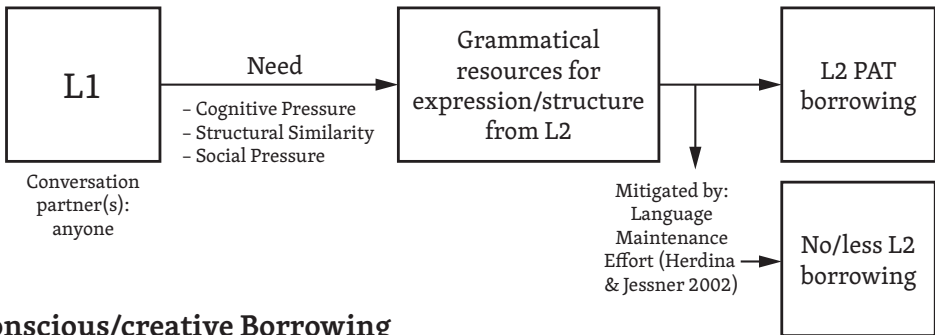 L1
Conversation
partner(s):
anyone
Need
– Cognitive Pressure
– Structural Similarity
– Social Pressure
Grammatical
resources for
expression/structure
from L2
Mitigated by:
Language
Maintenance
Effort (Herdina
& Jessner 2002)
L2 PAT
borrowing
No/less L2
borrowing
onscious/creative Borrowing